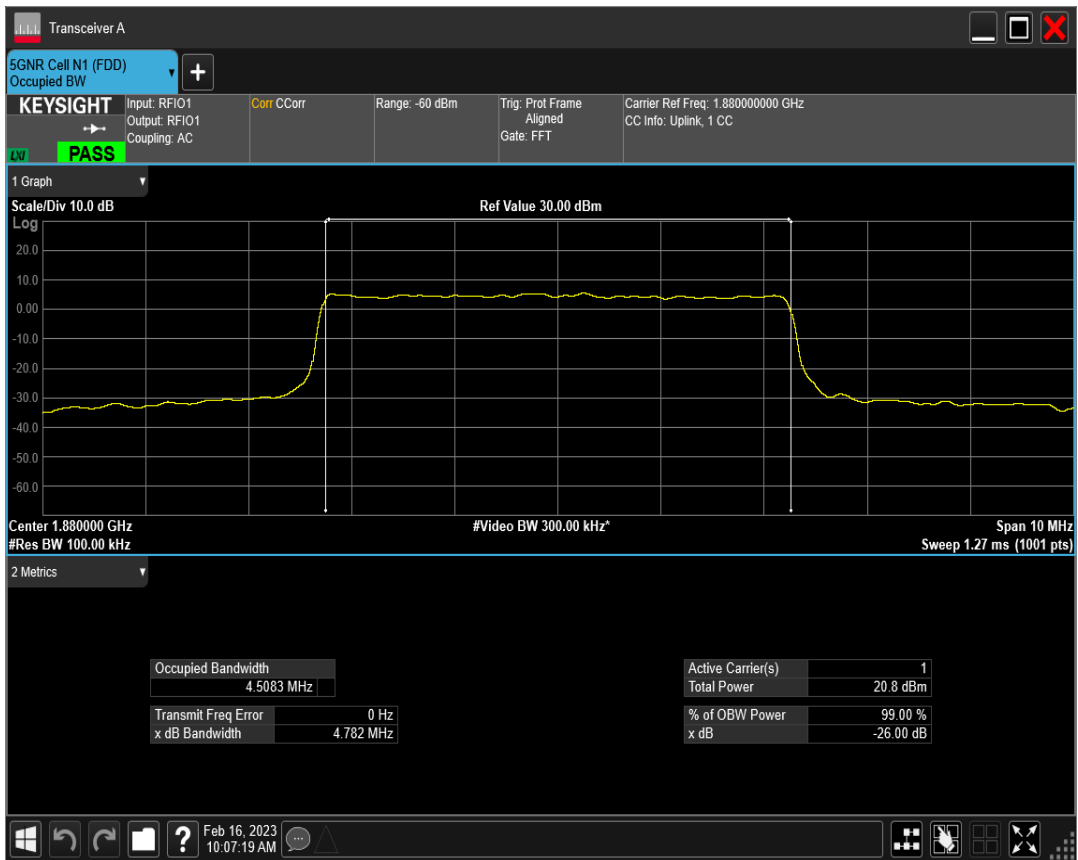 Transceiver A
5GNR Cell N1 (FDD)
Occupied BW
KEYSIGHT
LXI
PASS
Input: RFIO1
Output: RFIO1
Coupling: AC
Corr CCorr
Range: -60 dBm
Trig: Prot Frame
Aligned
Gate: FFT
Carrier Ref Freq: 1.880000000 GHz
CC Info: Uplink, 1 CC
1 Graph
Scale/Div 10.0 dB
Ref Value 30.00 dBm
Log
20.0
10.0
0.00
-10.0
-20.0
-30.0
-40.0
-50.0
-60.0
Center 1.880000 GHz
#Video BW 300.00 kHz*
Span 10 MHz
#Res BW 100.00 kHz
Sweep 1.27 ms (1001 pts)
2 Metrics
Occupied Bandwidth
4.5083 MHz
Transmit Freq Error 0 Hz
x dB Bandwidth 4.782 MHz
Active Carrier(s) 1
Total Power 20.8 dBm
% of OBW Power 99.00 %
x dB -26.00 dB
Feb 16, 2023
10:07:19 AM